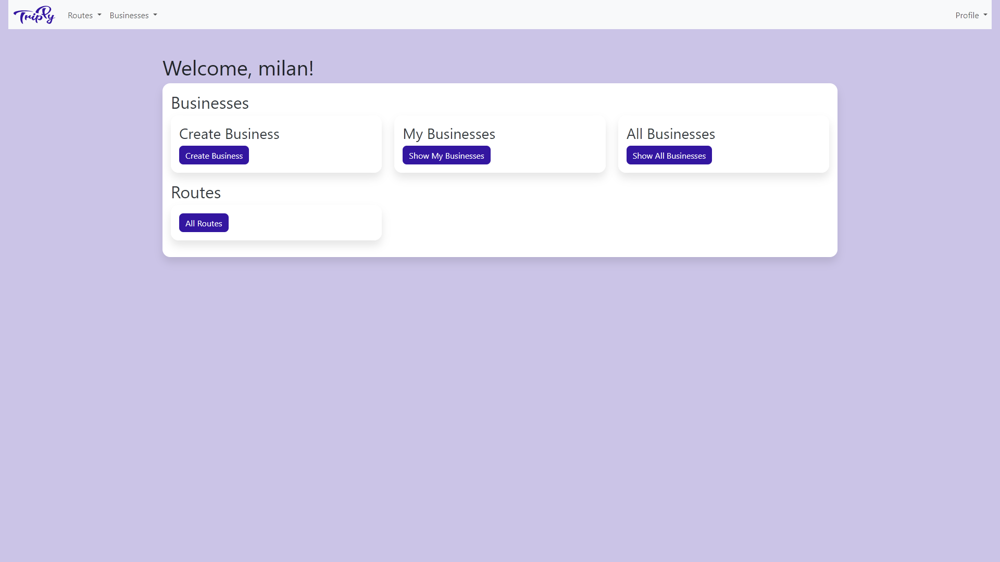 Triply Routes Businesses Profile
Welcome, milan!
Businesses
Create Business My Businesses All Businesses
Create Business Show My Businesses Show All Businesses
Routes
All Routes